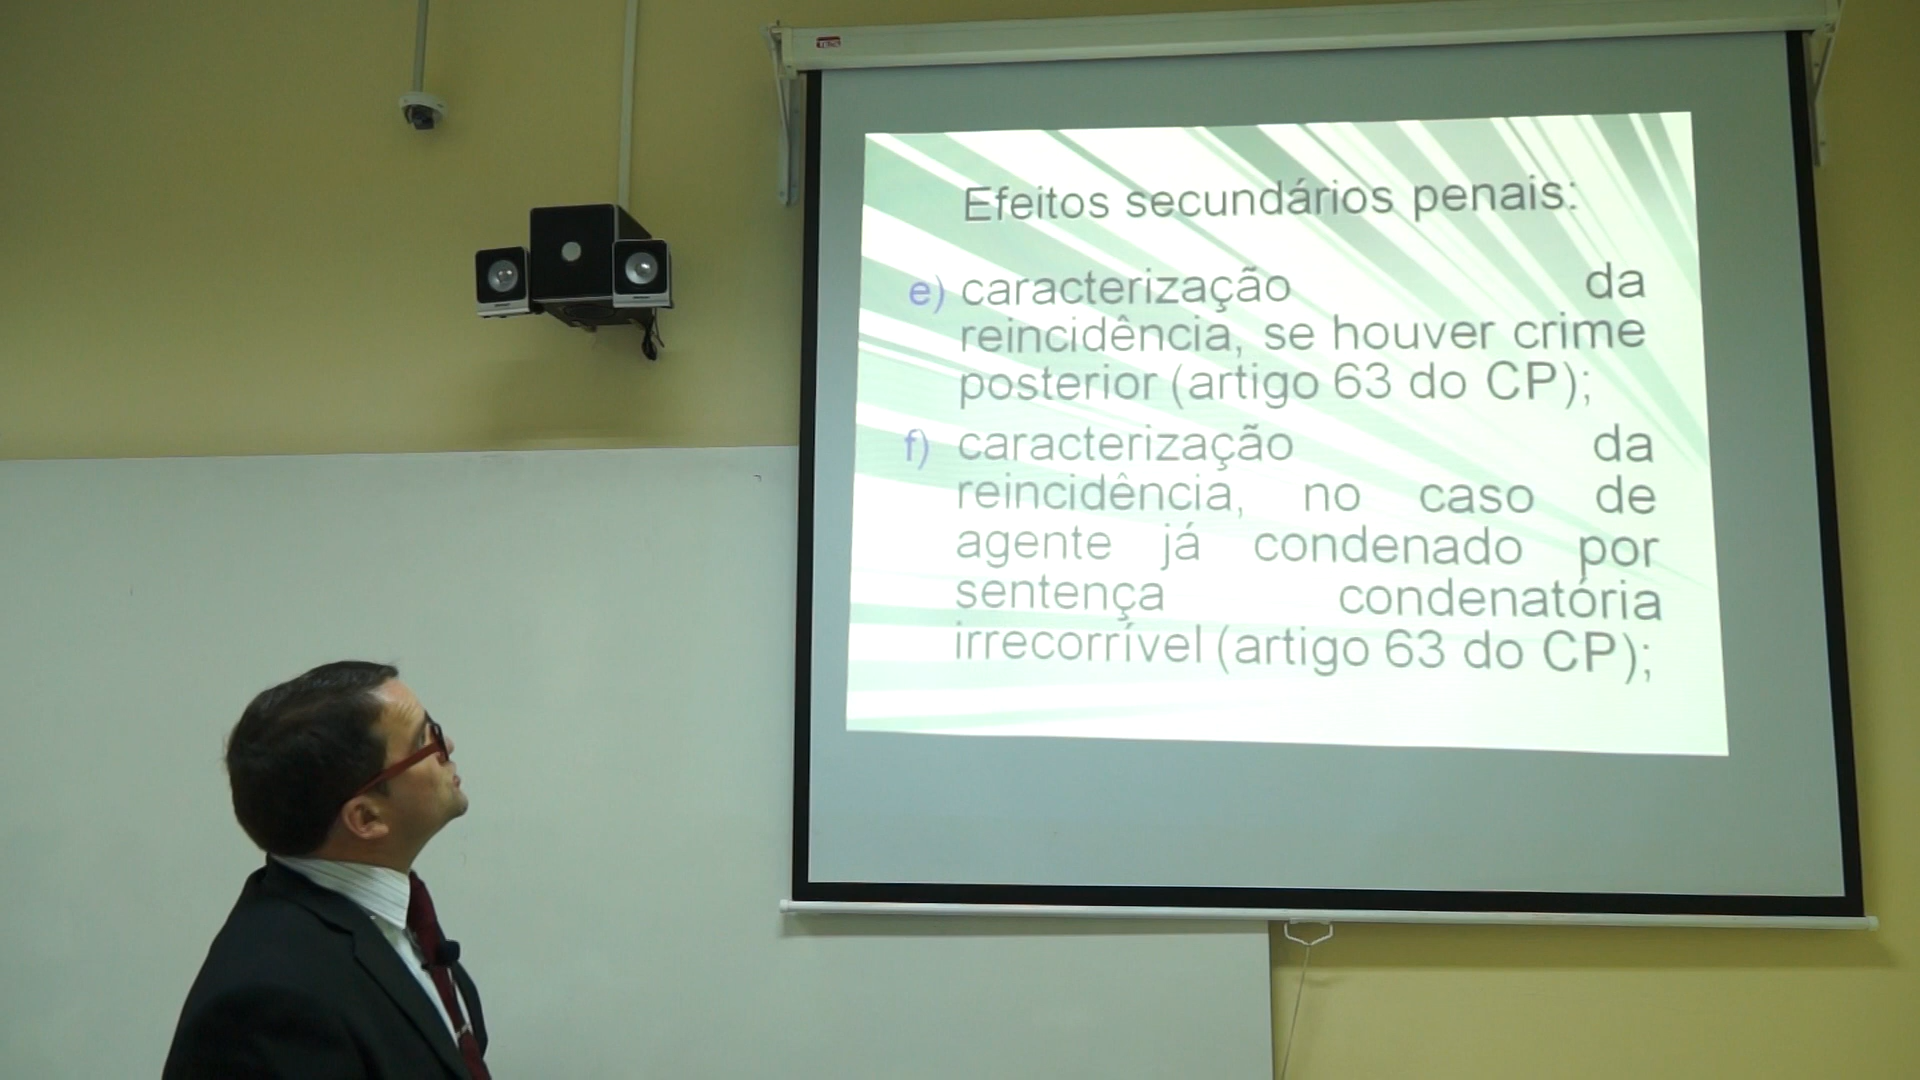 Efeitos secundários penais:
e) caracterização da
reincidência, se houver crime
posterior (artigo 63 do CP);
f) caracterização da
reincidência, no caso de
agente já condenado por
sentença condenatória
irrecorrível (artigo 63 do CP);